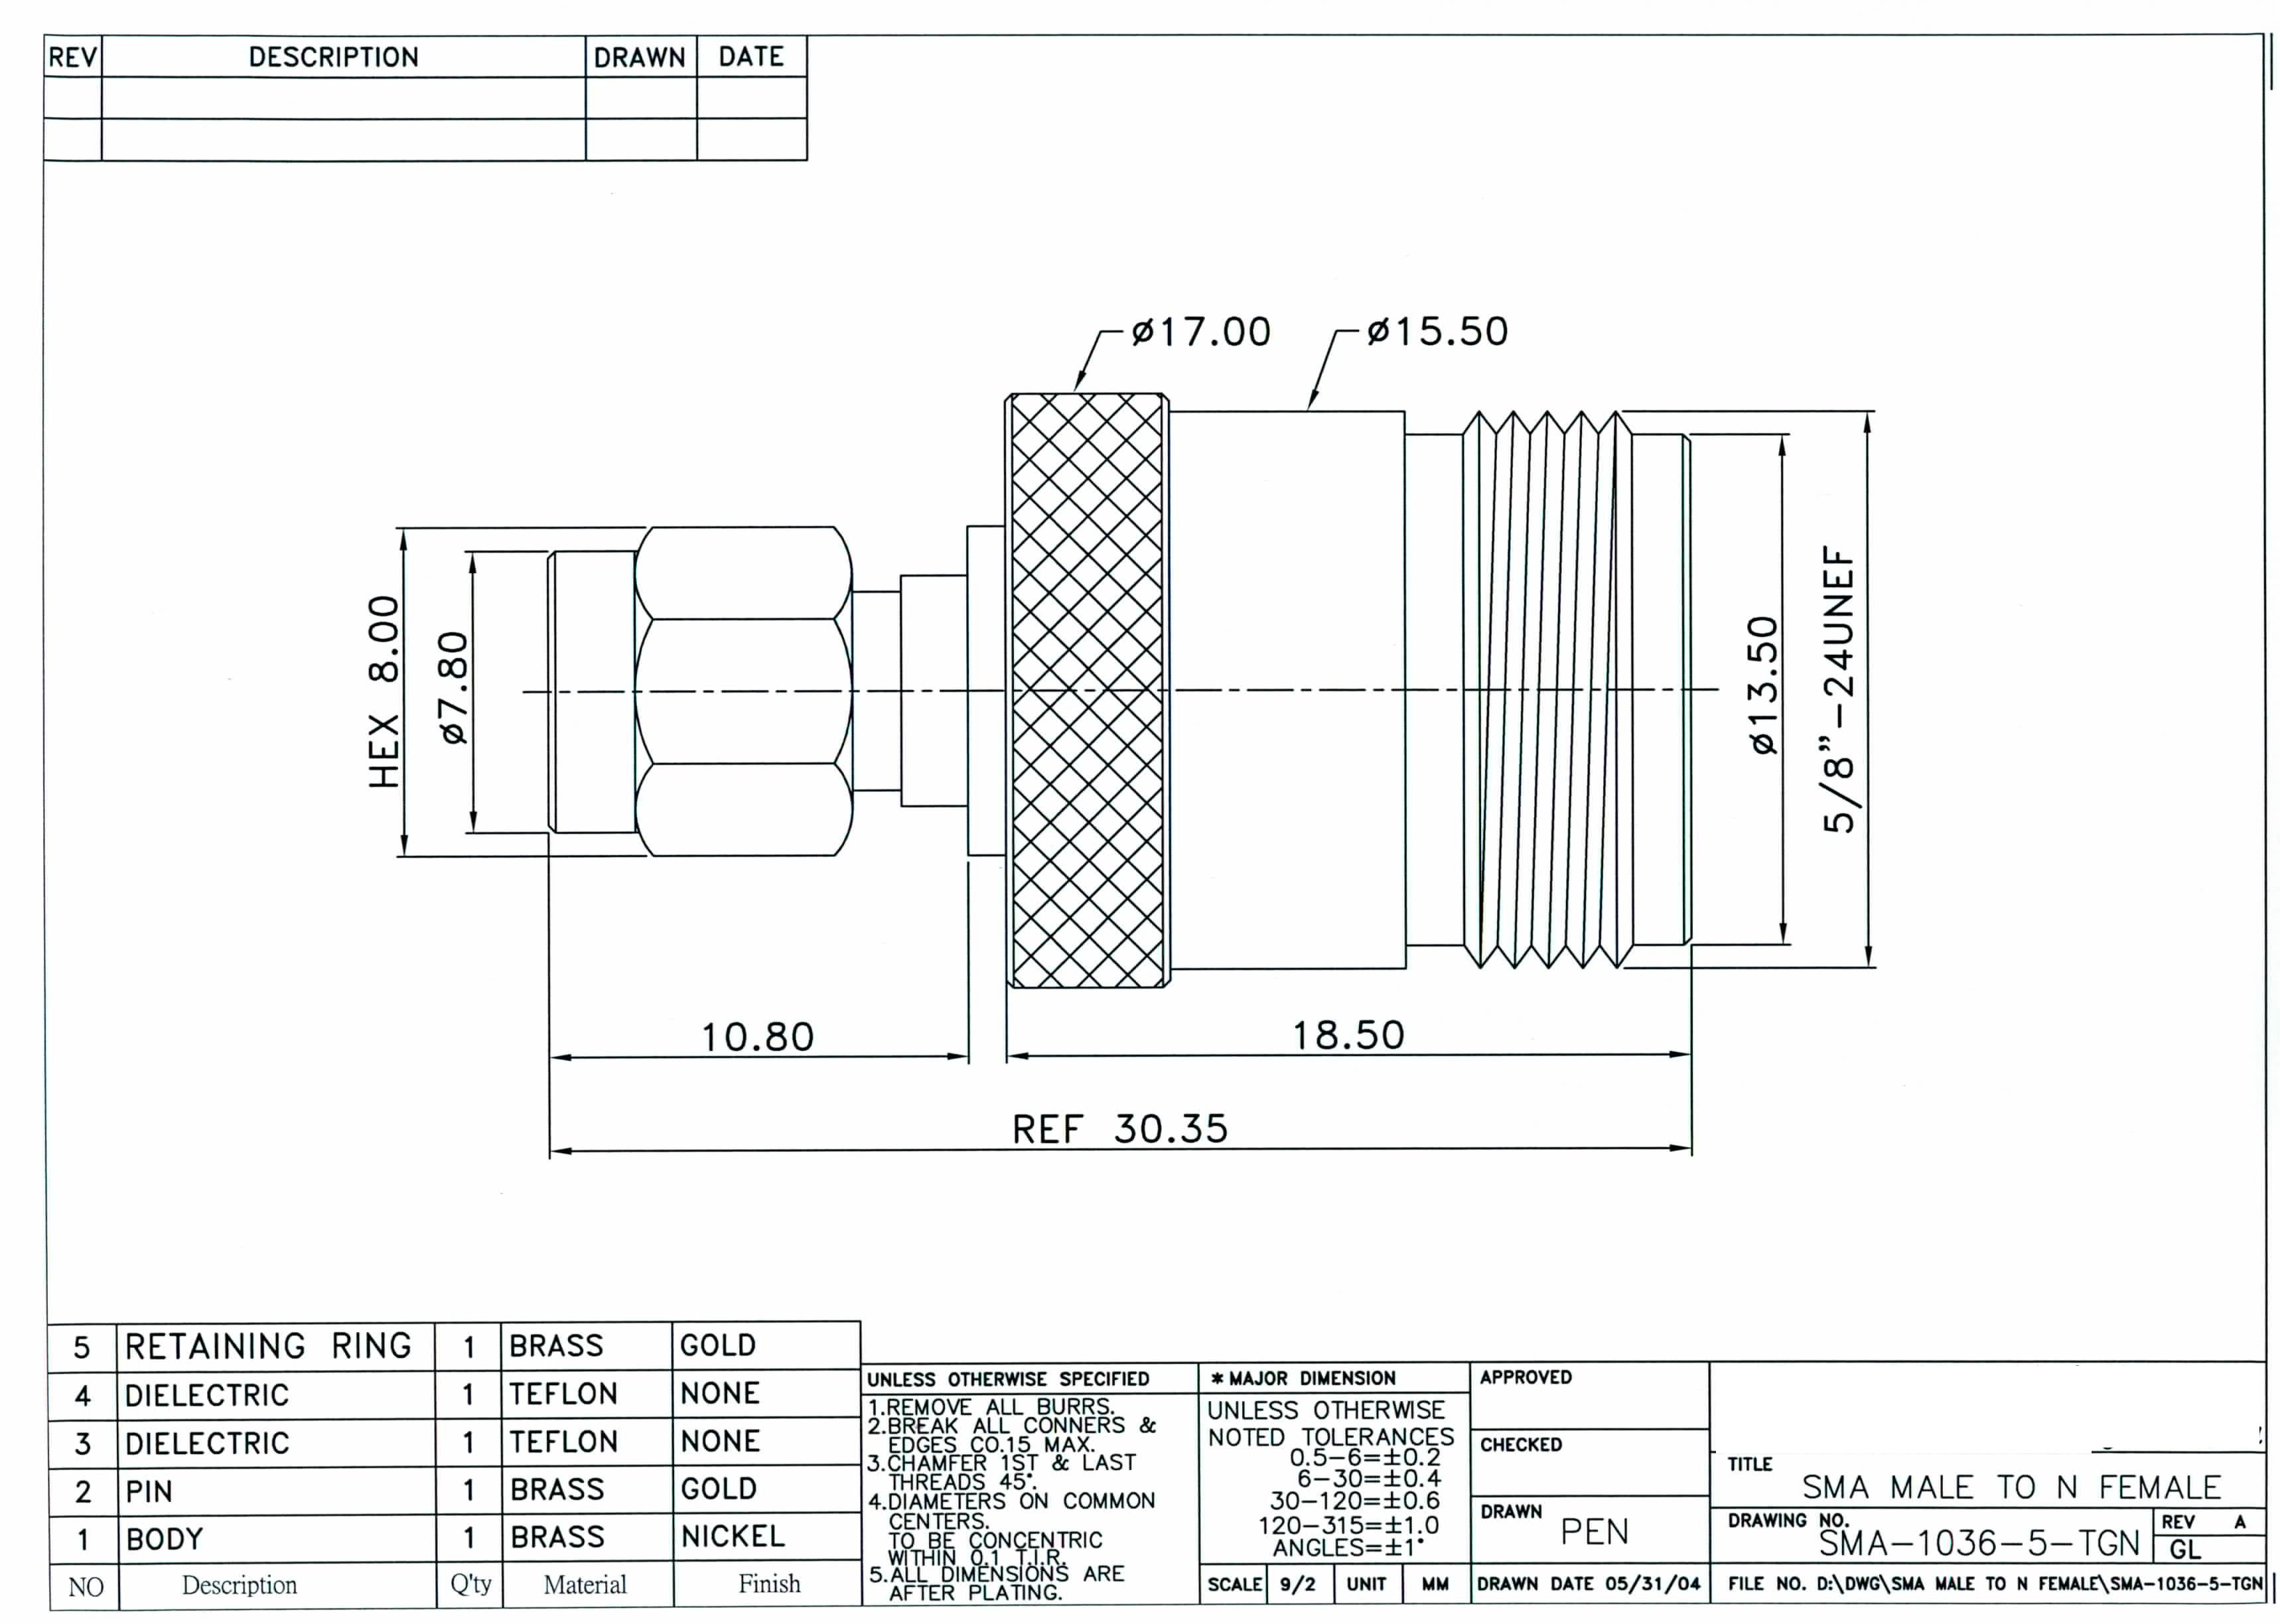 REV DESCRIPTION DRAWN DATE
ø17.00 ø15.50
HEX 8.00
ø7.80
ø13.50
5/8”-24UNEF
10.80
18.50
REF 30.35
5 RETAINING RING 1 BRASS GOLD
4 DIELECTRIC 1 TEFLON NONE
3 DIELECTRIC 1 TEFLON NONE
2 PIN 1 BRASS GOLD
1 BODY 1 BRASS NICKEL
NO Description Q'ty Material Finish
UNLESS OTHERWISE SPECIFIED
1.REMOVE ALL BURRS.
2.BREAK ALL CONNERS &
EDGES CO.15 MAX.
3.CHAMFER 1ST & LAST
THREADS 45°.
4.DIAMETERS ON COMMON
CENTERS.
TO BE CONCENTRIC
WITHIN 0.1 T.I.R.
5.ALL DIMENSIONS ARE
AFTER PLATING.
* MAJOR DIMENSION
UNLESS OTHERWISE
NOTED TOLERANCES
0.5-6=±0.2
6-30=±0.4
30-120=±0.6
120-315=±1.0
ANGLES=±1°
SCALE 9/2 UNIT MM
APPROVED
CHECKED
DRAWN PEN
DRAWN DATE 05/31/04
TITLE
SMA MALE TO N FEMALE
DRAWING NO.
SMA-1036-5-TGN
REV A
GL
FILE NO. D:\DWG\SMA MALE TO N FEMALE\SMA-1036-5-TGN